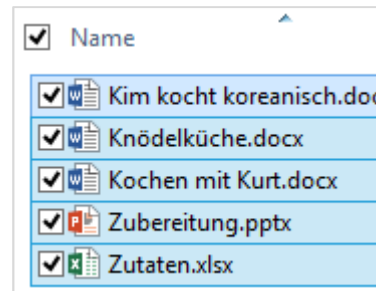 Name
Kim kocht koreanisch.doc
Knödelküche.docx
Kochen mit Kurt.docx
Zubereitung.pptx
Zutaten.xlsx